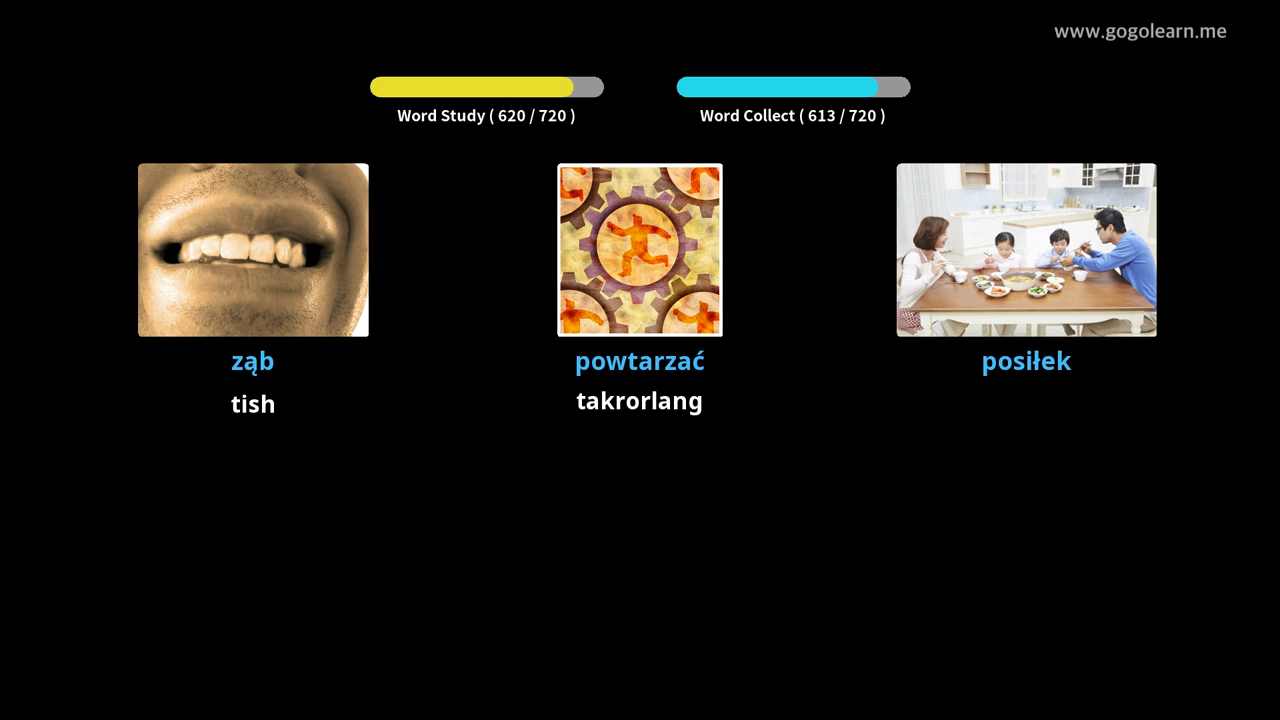 www.gogolearn.me
Word Study ( 620 / 720 )
Word Collect ( 613 / 720 )
ząb
powtarzać
posiłek
tish
takrorlang